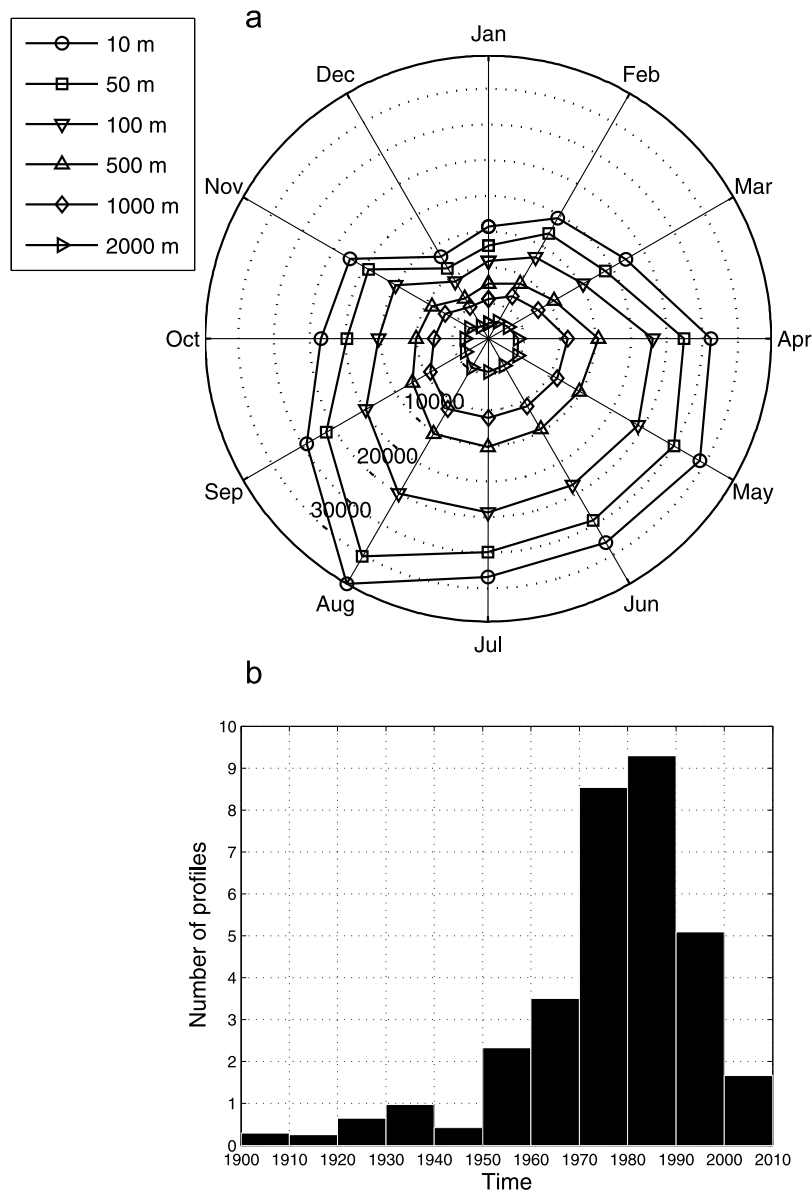 a
10 m
50 m
100 m
500 m
1000 m
2000 m
Jan
Feb
Mar
Apr
May
Jun
Jul
Aug
Sep
Oct
Nov
Dec
10000
20000
30000
b
10
9
8
7
6
5
4
3
2
1
0
Number of profiles
1900 1910 1920 1930 1940 1950 1960 1970 1980 1990 2000 2010
Time